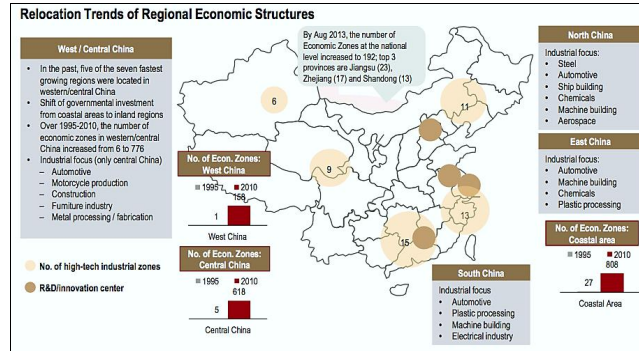 Relocation Trends of Regional Economic Structures
West / Central China
• In the past, five of the seven fastest
growing regions were located in
western/central China
• Shift of governmental investment
from coastal areas to inland regions
• Over 1995-2010, the number of
economic zones in western/central
China increased from 6 to 776
• Industrial focus (only central China)
– Automotive
– Motorcycle production
– Construction
– Furniture industry
– Metal processing / fabrication
No. of high-tech industrial zones
R&D/innovation center
By Aug 2013, the number of
Economic Zones at the national
level increased to 192; top 3
provinces are Jiangsu (23),
Zhejiang (17) and Shandong (13)
6
11
9
13
15
No. of Econ. Zones:
West China
1995 2010
158
1
West China
No. of Econ. Zones:
Central China
1995 2010
618
5
Central China
North China
Industrial focus:
• Steel
• Automotive
• Ship building
• Chemicals
• Machine building
• Aerospace
East China
Industrial focus:
• Automotive
• Machine building
• Chemicals
• Plastic processing
South China
Industrial focus
• Automotive
• Plastic processing
• Machine building
• Electrical industry
No. of Econ. Zones:
Coastal area
1995 2010
808
27
Coastal Area